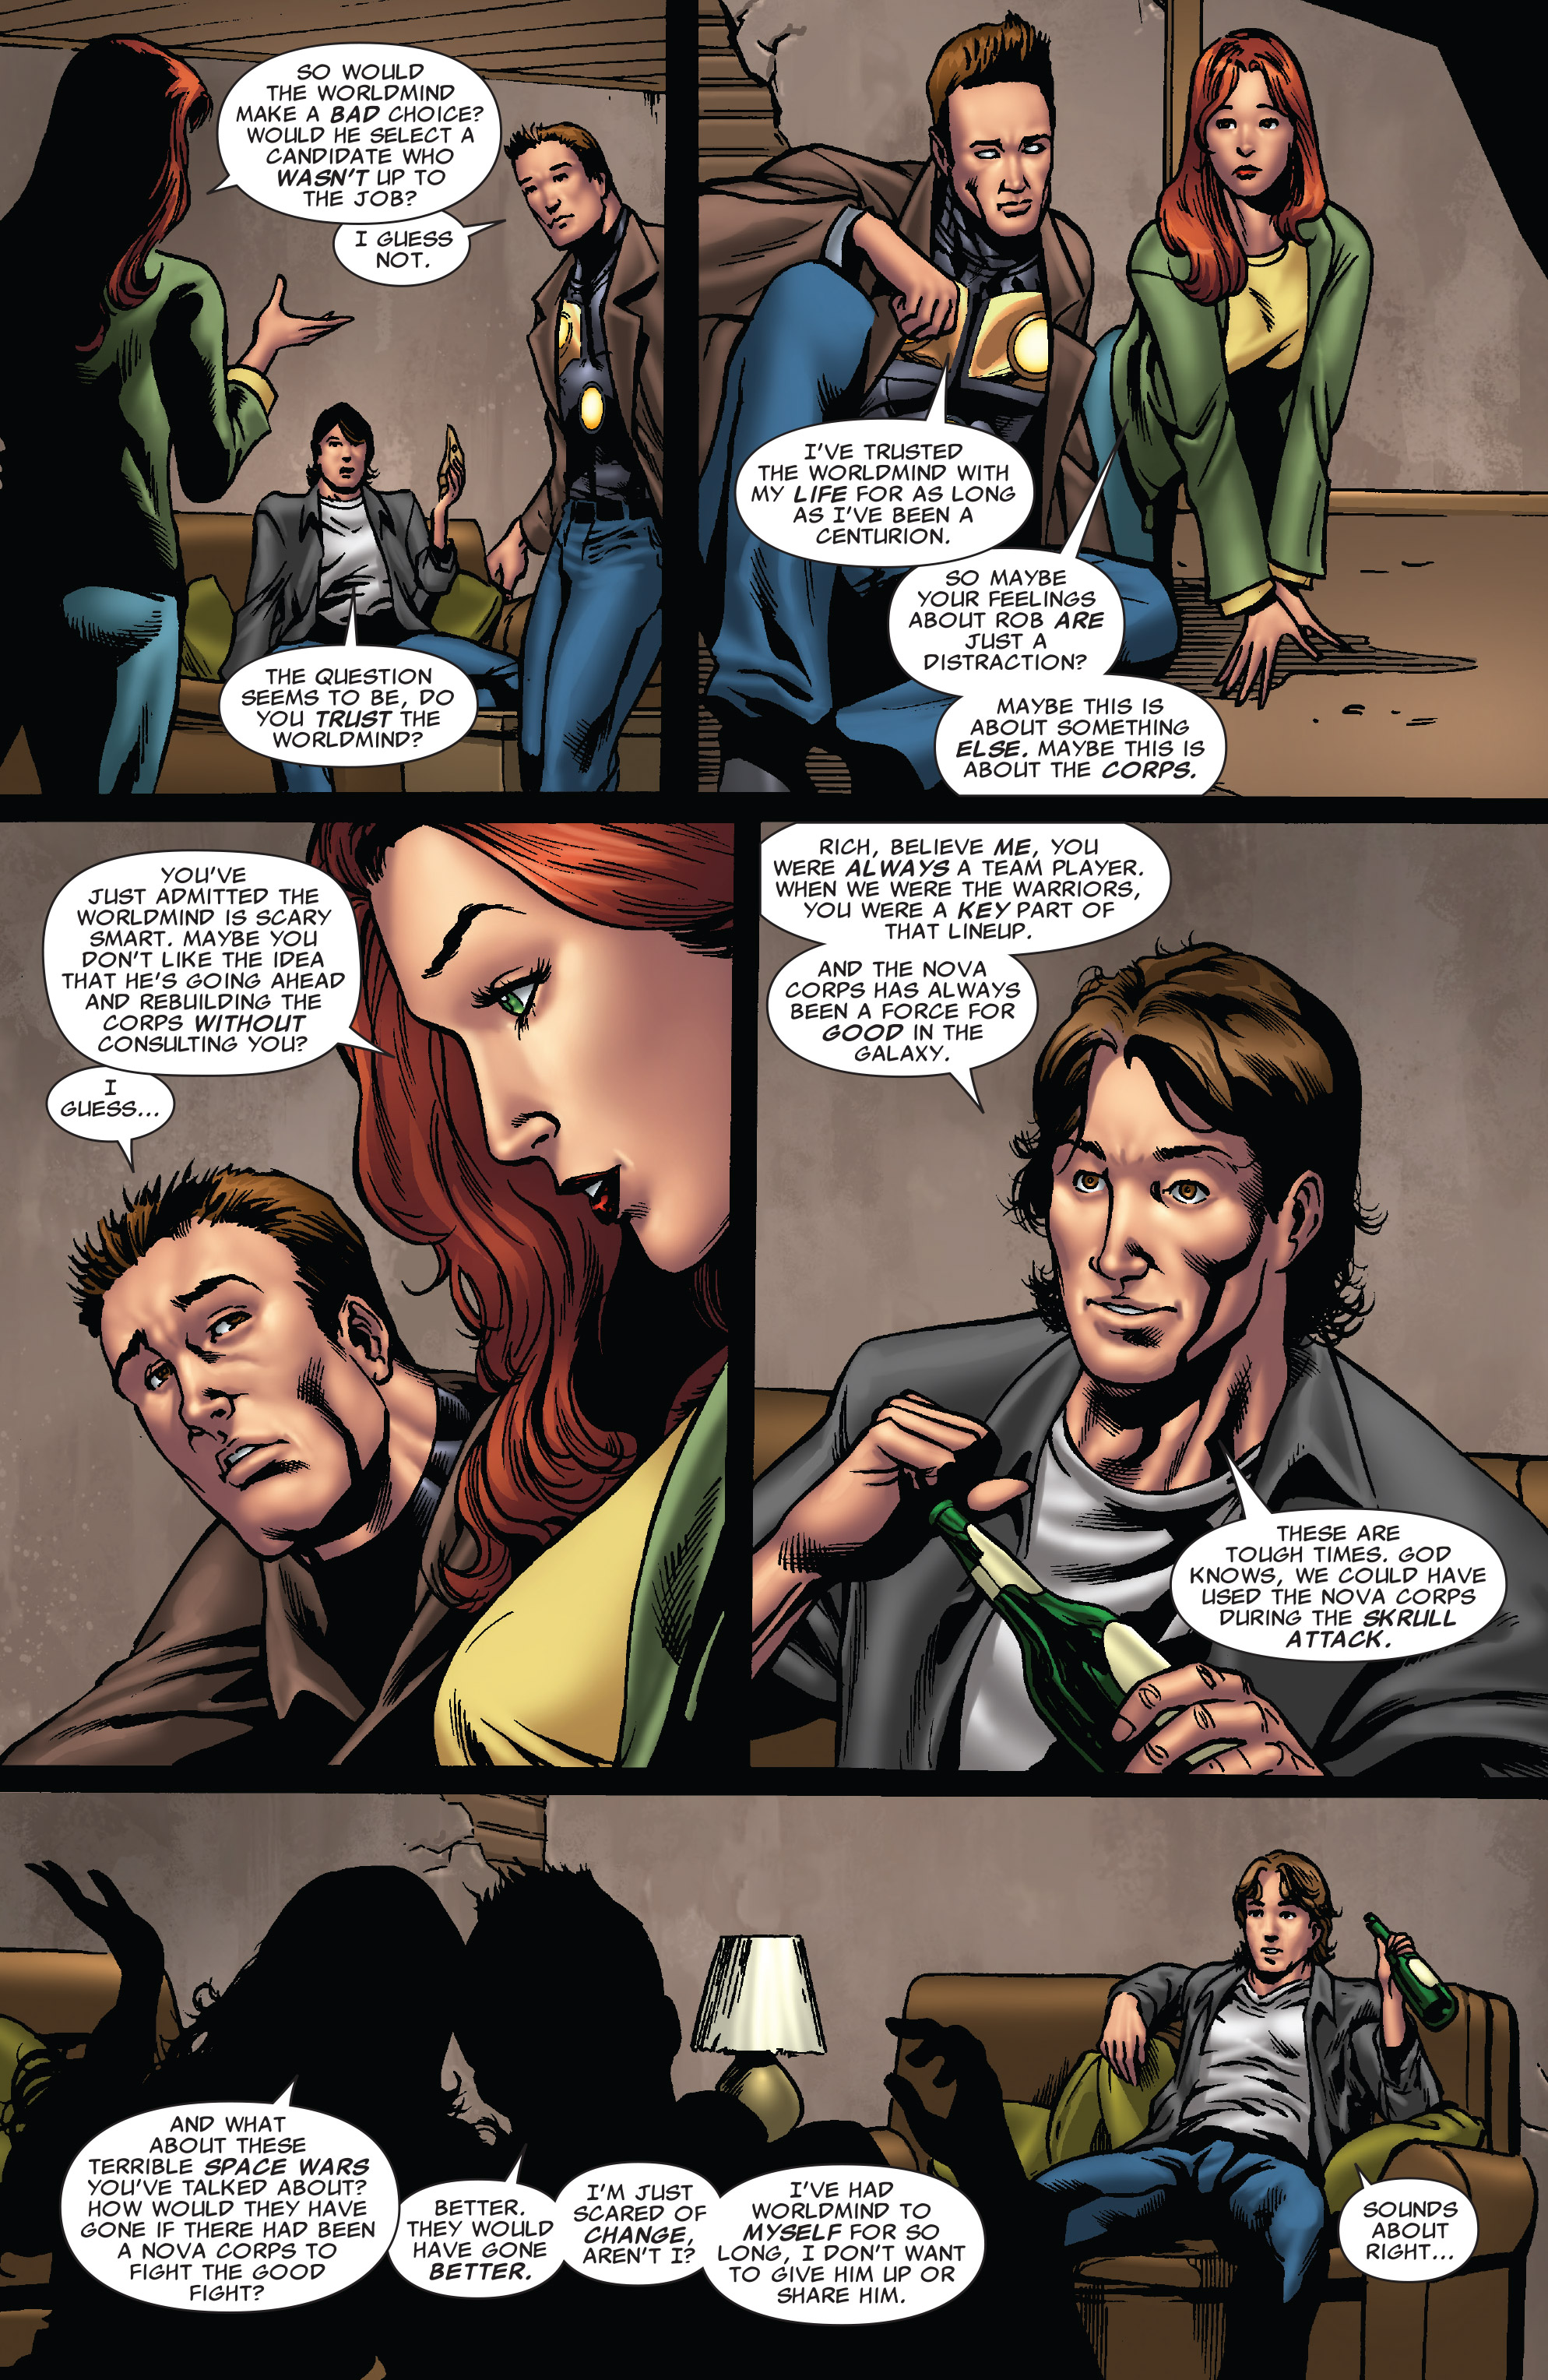 SO WOULD
THE WORLDMIND
MAKE A BAD CHOICE?
WOULD HE SELECT A
CANDIDATE WHO
WASN'T UP TO
THE JOB?
I GUESS
NOT.
THE QUESTION
SEEMS TO BE, DO
YOU TRUST THE
WORLDMIND?
I'VE TRUSTED
THE WORLDMIND WITH
MY LIFE FOR AS LONG
AS I'VE BEEN A
CENTURION.
SO MAYBE
YOUR FEELINGS
ABOUT ROB ARE
JUST A
DISTRACTION?
MAYBE THIS IS
ABOUT SOMETHING
ELSE. MAYBE THIS IS
ABOUT THE CORPS.
YOU'VE
JUST ADMITTED THE
WORLDMIND IS SCARY
SMART. MAYBE YOU
DON'T LIKE THE IDEA
THAT HE'S GOING AHEAD
AND REBUILDING THE
CORPS WITHOUT
CONSULTING YOU?
I
GUESS...
RICH, BELIEVE ME, YOU
WERE ALWAYS A TEAM PLAYER.
WHEN WE WERE THE WARRIORS,
YOU WERE A KEY PART OF
THAT LINEUP.
AND THE NOVA
CORPS HAS ALWAYS
BEEN A FORCE FOR
GOOD IN THE
GALAXY.
THESE ARE
TOUGH TIMES. GOD
KNOWS, WE COULD HAVE
USED THE NOVA CORPS
DURING THE SKRULL
ATTACK.
AND WHAT
ABOUT THESE
TERRIBLE SPACE WARS
YOU'VE TALKED ABOUT?
HOW WOULD THEY HAVE
GONE IF THERE HAD BEEN
A NOVA CORPS TO
FIGHT THE GOOD
FIGHT?
BETTER.
THEY WOULD
HAVE GONE
BETTER.
I'M JUST
SCARED OF
CHANGE,
AREN'T I?
I'VE HAD
WORLDMIND TO
MYSELF FOR SO
LONG, I DON'T WANT
TO GIVE HIM UP OR
SHARE HIM.
SOUNDS
ABOUT
RIGHT...